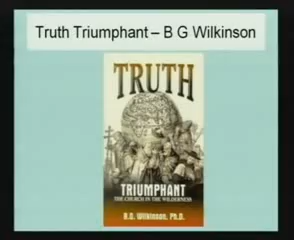 Truth Triumphant – B G Wilkinson
TRUTH
TRIUMPHANT
THE CHURCH IN THE WILDERNESS
B.G. Wilkinson, Ph.D.